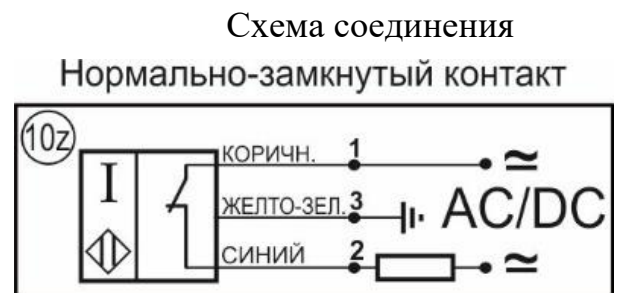 Схема соединения
Нормально-замкнутый контакт
10z
I
КОРИЧН. 1 ≃
ЖЕЛТО-ЗЕЛ. 3 AC/DC
СИНИЙ 2 ≃